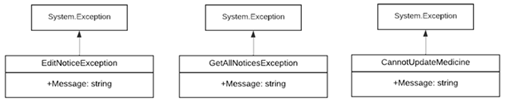 System.Exception
EditNoticeException
+Message: string
System.Exception
GetAllNoticesException
+Message: string
System.Exception
CannotUpdateMedicine
+Message: string